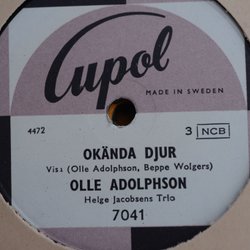 Cupol
MADE IN SWEDEN
4472
3 NCB
OKÄNDA DJUR
Visa (Olle Adolphson, Beppe Wolgers)
OLLE ADOLPHSON
Helge Jacobsens Trio
7041